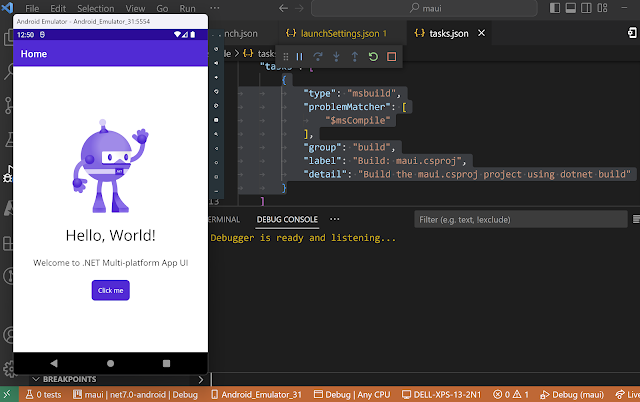 Edit Selection View Go Run ···
maui
Android Emulator - Android_Emulator_31:5554
12:50
Home
Hello, World!
Welcome to .NET Multi-platform App UI
Click me
nch.json
launchSettings.json 1
tasks.json
de >
"tasks": [
{
"type": "msbuild",
"problemMatcher": [
"$msCompile"
],
"group": "build",
"label": "Build: maui.csproj",
"detail": "Build the maui.csproj project using dotnet build"
}
13 ]
TERMINAL DEBUG CONSOLE ···
Filter (e.g. text, !exclude)
Debugger is ready and listening...
BREAKPOINTS
0 tests
maui | net7.0-android | Debug
Android_Emulator_31
Debug | Any CPU
DELL-XPS-13-2N1
0 1
Debug (maui)
Live